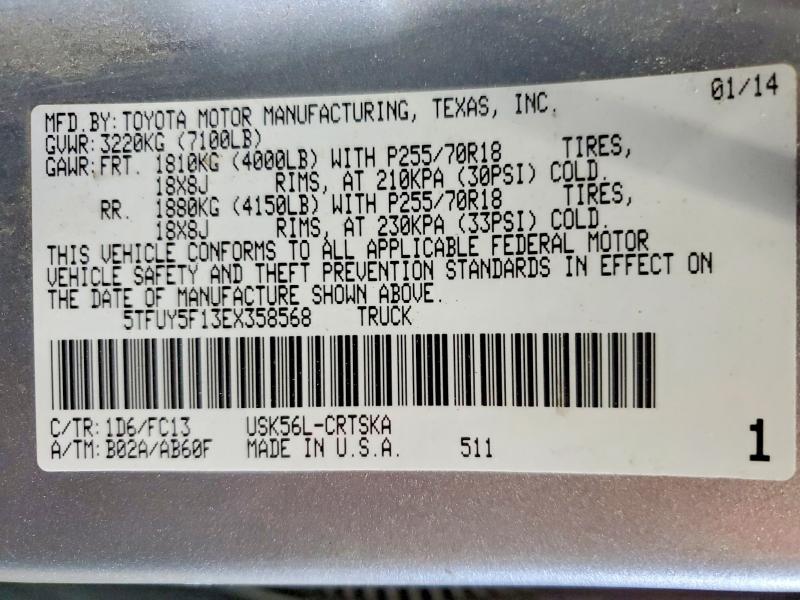 MFD.BY:TOYOTA MOTOR MANUFACTURING, TEXAS, INC. 01/14
GVWR:3220KG (7100LB)
GAWR:FRT. 1810KG (4000LB) WITH P255/70R18 TIRES,
18X8J RIMS, AT 210KPA (30PSI) COLD.
RR. 1880KG (4150LB) WITH P255/70R18 TIRES,
18X8J RIMS, AT 230KPA (33PSI) COLD.
THIS VEHICLE CONFORMS TO ALL APPLICABLE FEDERAL MOTOR
VEHICLE SAFETY AND THEFT PREVENTION STANDARDS IN EFFECT ON
THE DATE OF MANUFACTURE SHOWN ABOVE.
5TFUY5F13EX358568 TRUCK
C/TR:1D6/FC13 USK56L-CRTSKA
A/TM:B02A/AB60F MADE IN U.S.A. 511 1